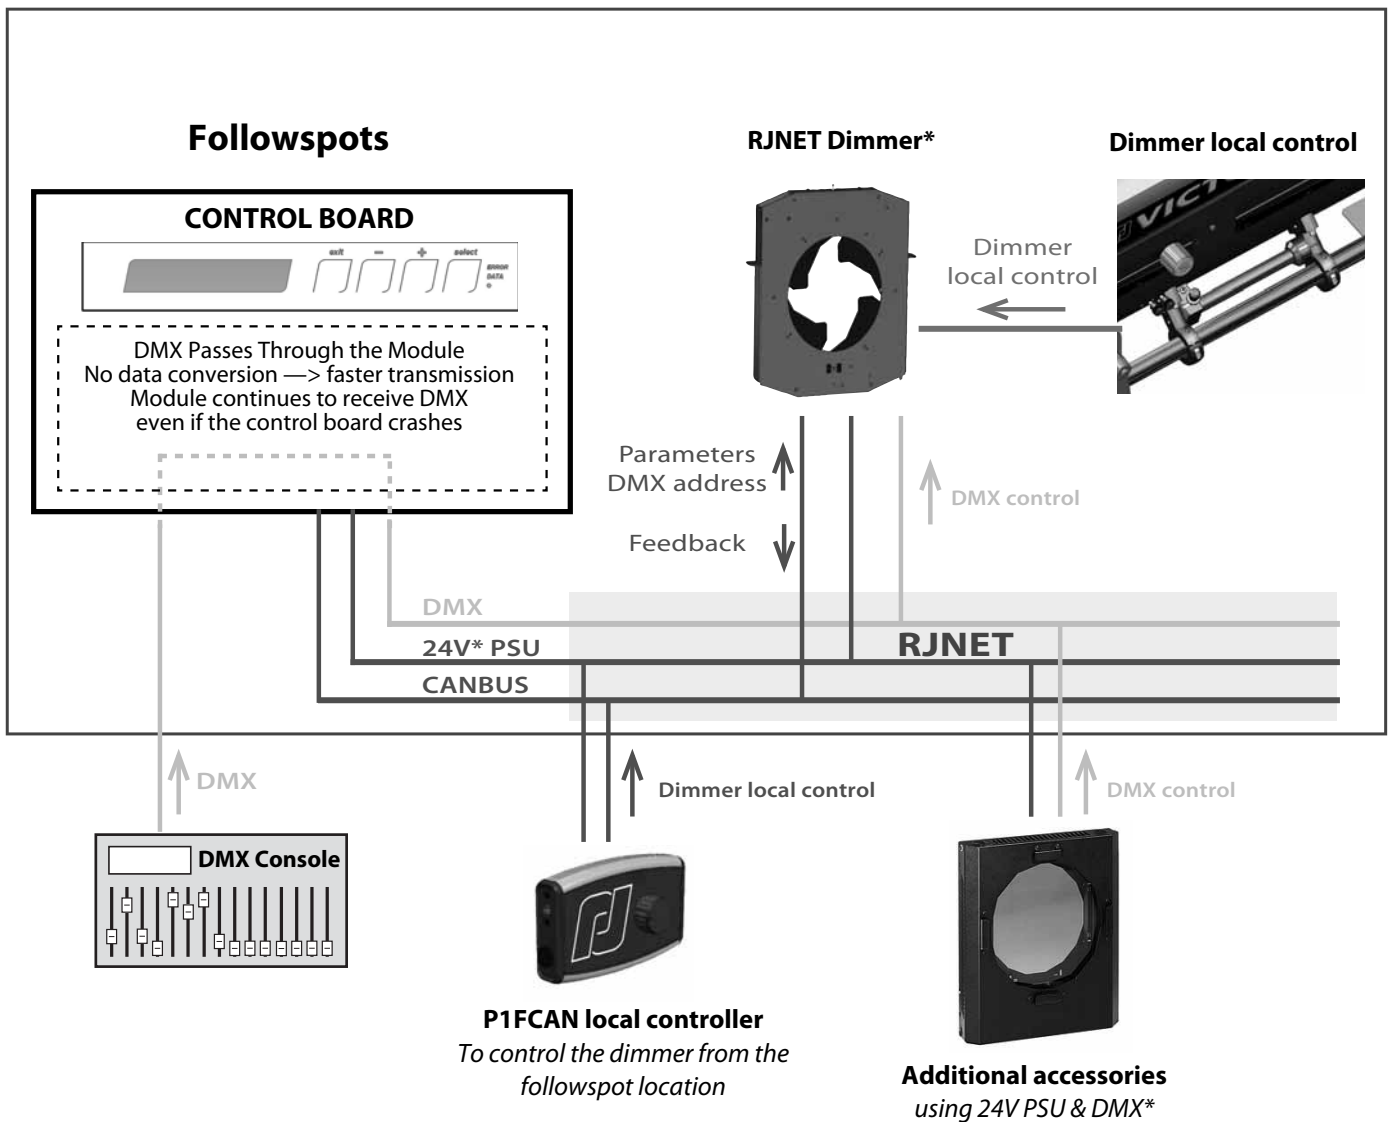 Followspots
RJNET Dimmer*
Dimmer local control
CONTROL BOARD
exit
–
+
select
ERROR
DATA
DMX Passes Through the Module
No data conversion —> faster transmission
Module continues to receive DMX
even if the control board crashes
VICT
Dimmer
local control
Parameters
DMX address
DMX control
Feedback
DMX
24V* PSU
RJNET
CANBUS
DMX
Dimmer local control
DMX control
DMX Console
P1FCAN local controller
To control the dimmer from the
followspot location
Additional accessories
using 24V PSU & DMX*